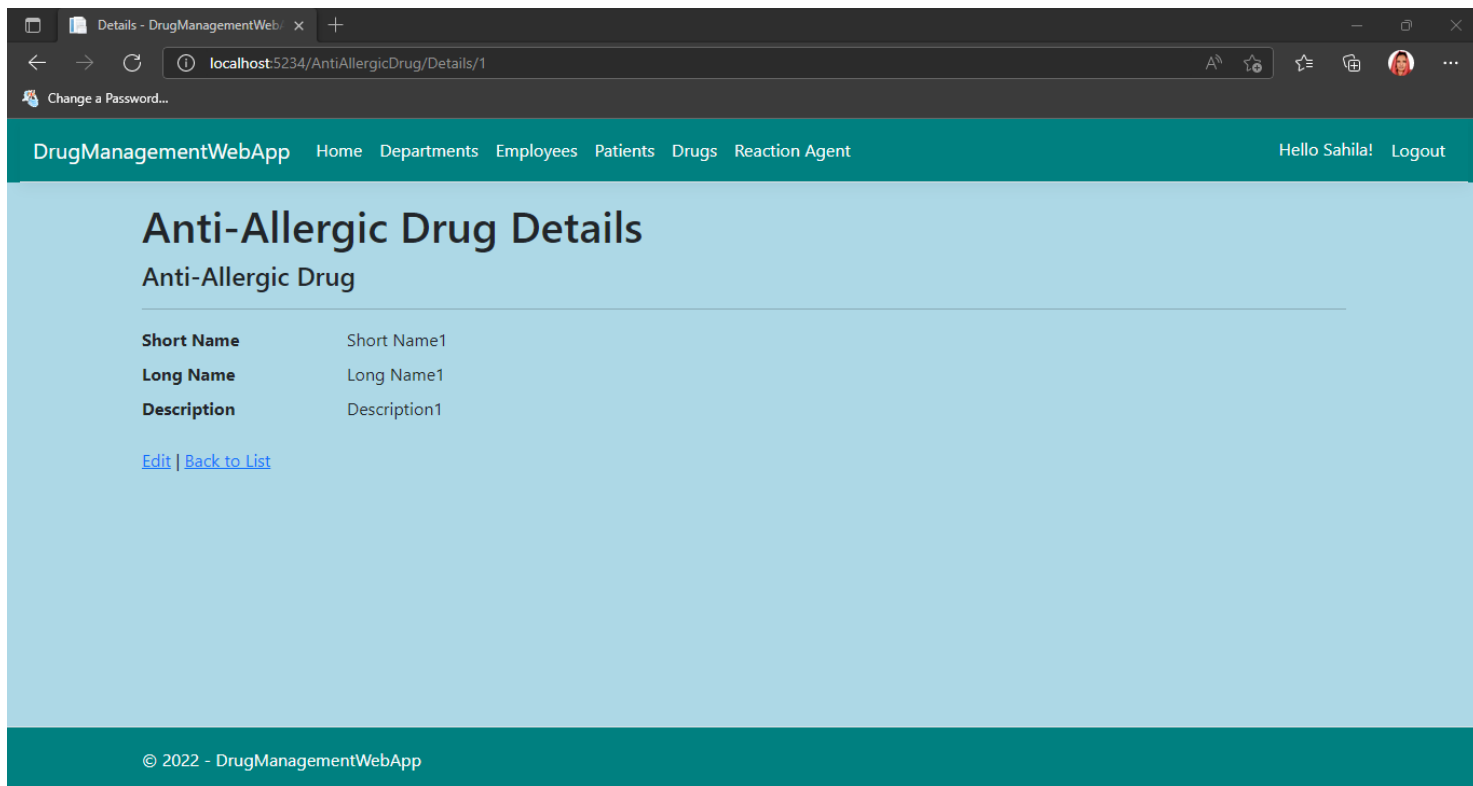 Details - DrugManagementWeb
localhost:5234/AntiAllergicDrug/Details/1
Change a Password...
DrugManagementWebApp Home Departments Employees Patients Drugs Reaction Agent Hello Sahila! Logout
Anti-Allergic Drug Details
Anti-Allergic Drug
Short Name Short Name1
Long Name Long Name1
Description Description1
Edit | Back to List
© 2022 - DrugManagementWebApp